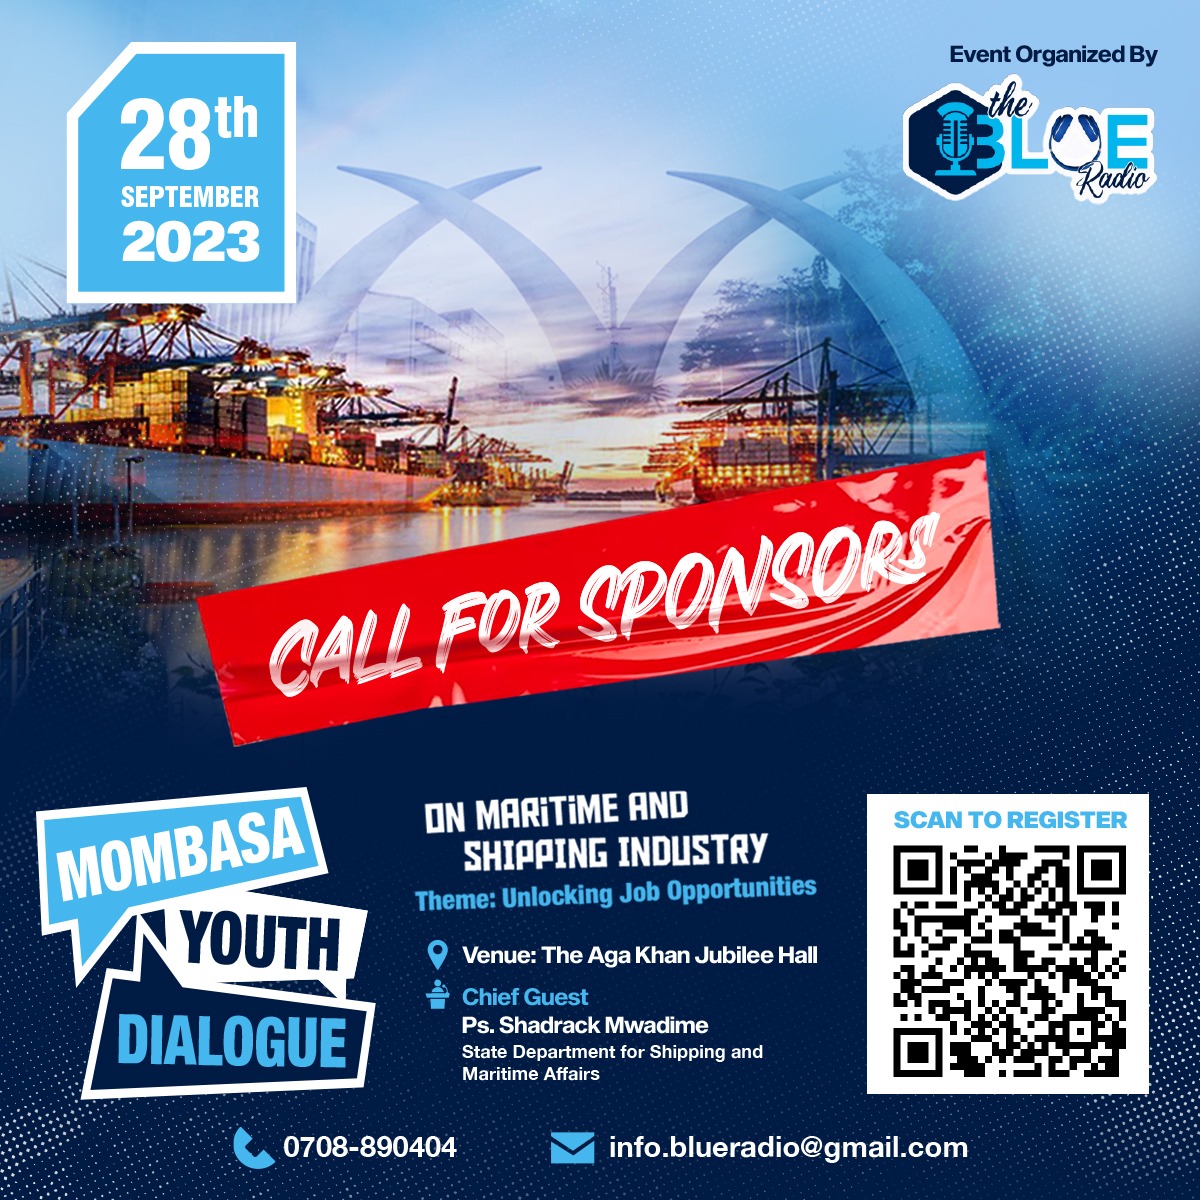 28th
SEPTEMBER
2023
Event Organized By
the
BLUE
Radio
CALL FOR SPONSORS
MOMBASA
YOUTH
DIALOGUE
ON MARiTiME AND
SHIPPING INDUSTRY
Theme: Unlocking Job Opportunities
Venue: The Aga Khan Jubilee Hall
Chief Guest
Ps. Shadrack Mwadime
State Department for Shipping and
Maritime Affairs
SCAN TO REGISTER
0708-890404
info.blueradio@gmail.com